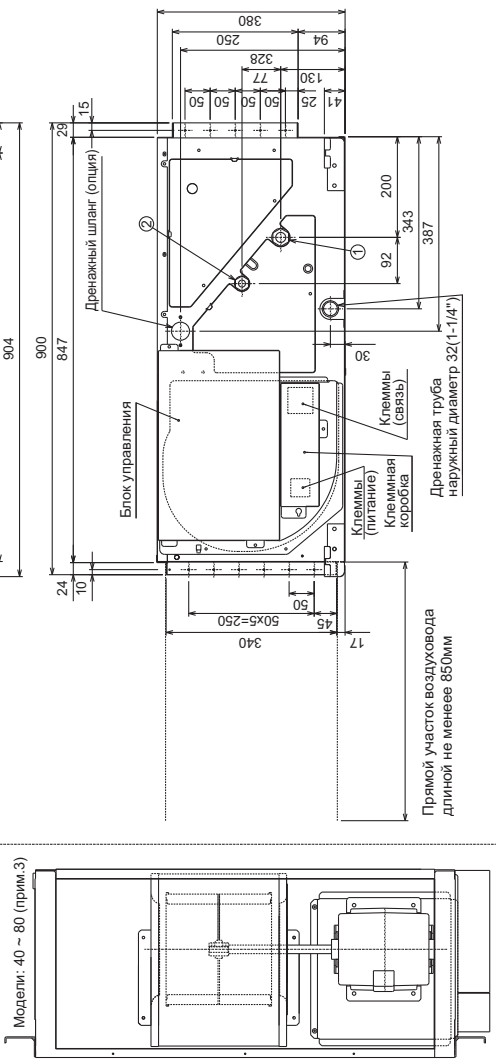 Модели: 40 ~ 80 (прим.3)
904
900
847
24
10
29
15
Блок управления
Дренажный шланг (опция)
②
①
380
250
94
328
77
130
50
50
50
50
25
41
200
92
343
387
30
340
50x5=250
50
45
17
Клеммы
(питание)
Клеммная
коробка
Клеммы
(связь)
Дренажная труба
наружный диаметр 32(1-1/4")
Прямой участок воздуховода
длиной не менеее 850мм